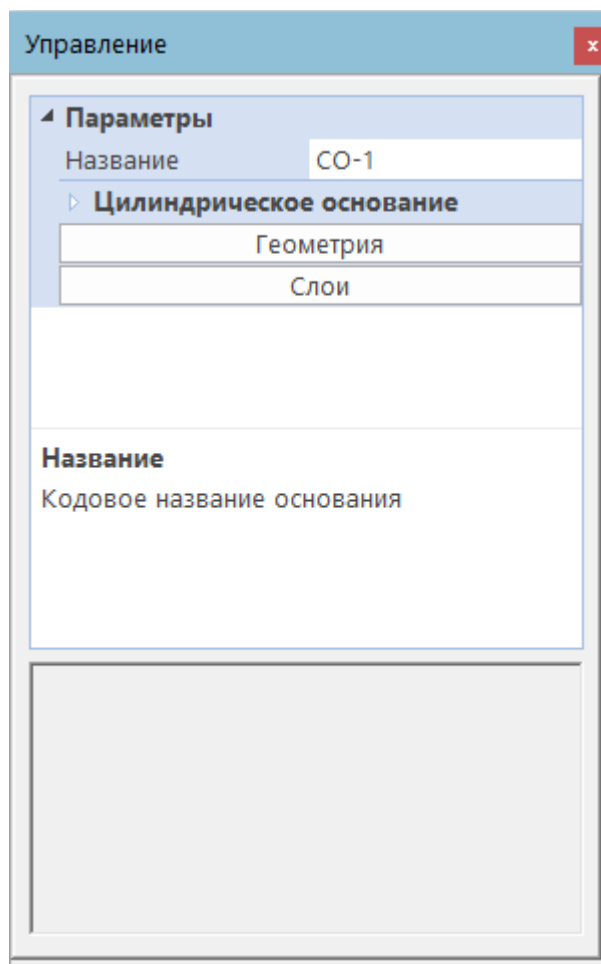 Управление
x
Параметры
Название СО-1
Цилиндрическое основание
Геометрия
Слои
Название
Кодовое название основания